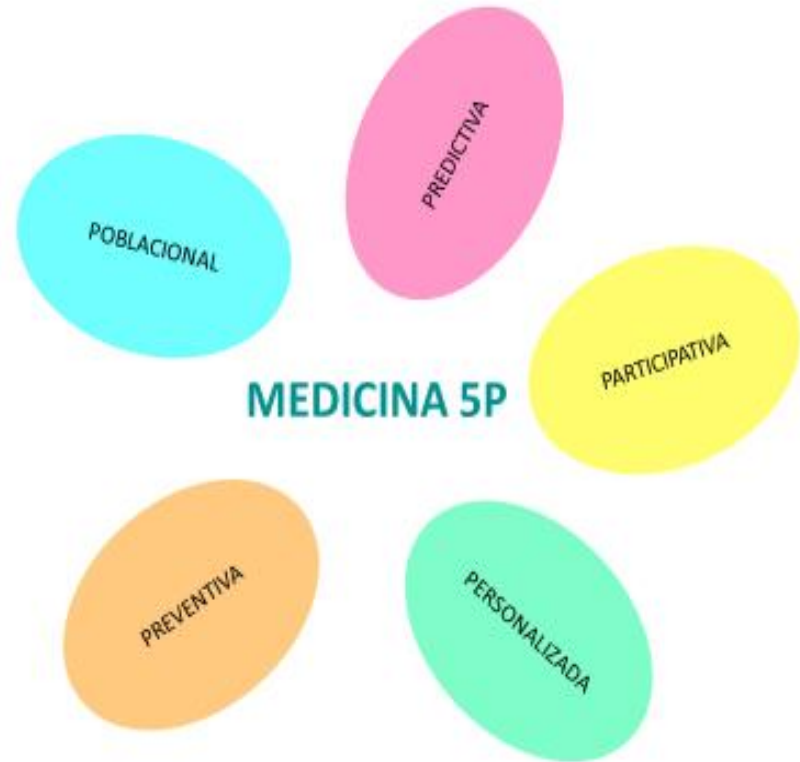 PREDICTIVA
POBLACIONAL
PARTICIPATIVA
MEDICINA 5P
PREVENTIVA
PERSONALIZADA